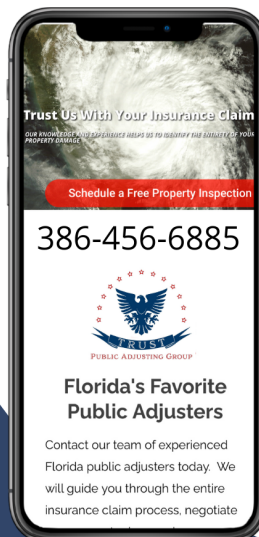 Trust Us With Your Insurance Claim
OUR KNOWLEDGE AND EXPERIENCE HELPS US TO IDENTIFY THE ENTIRETY OF YOUR
PROPERTY DAMAGE
Schedule a Free Property Inspection
386-456-6885
TRUST
PUBLIC ADJUSTING GROUP
Florida's Favorite
Public Adjusters
Contact our team of experienced
Florida public adjusters today. We
will guide you through the entire
insurance claim process, negotiate